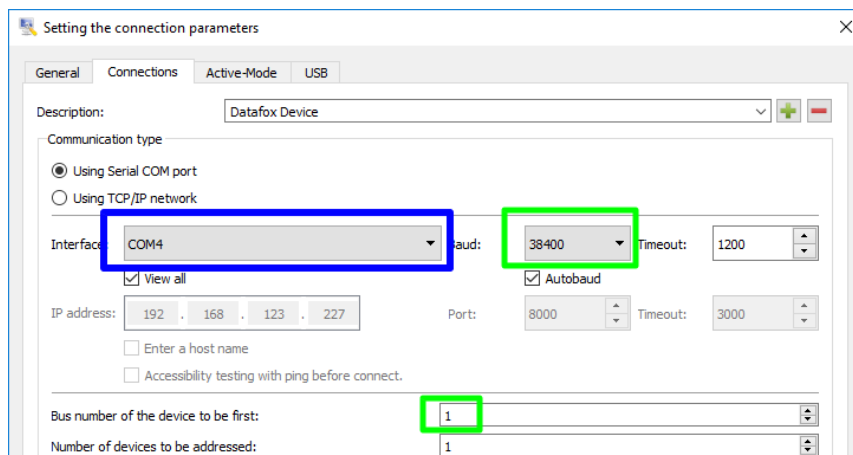 Setting the connection parameters
General Connections Active-Mode USB
Description: Datafox Device
Communication type
Using Serial COM port
Using TCP/IP network
Interface: COM4 Baud: 38400 Timeout: 1200
View all Autobaud
IP address: 192 . 168 . 123 . 227 Port: 8000 Timeout: 3000
Enter a host name
Accessibility testing with ping before connect.
Bus number of the device to be first: 1
Number of devices to be addressed: 1